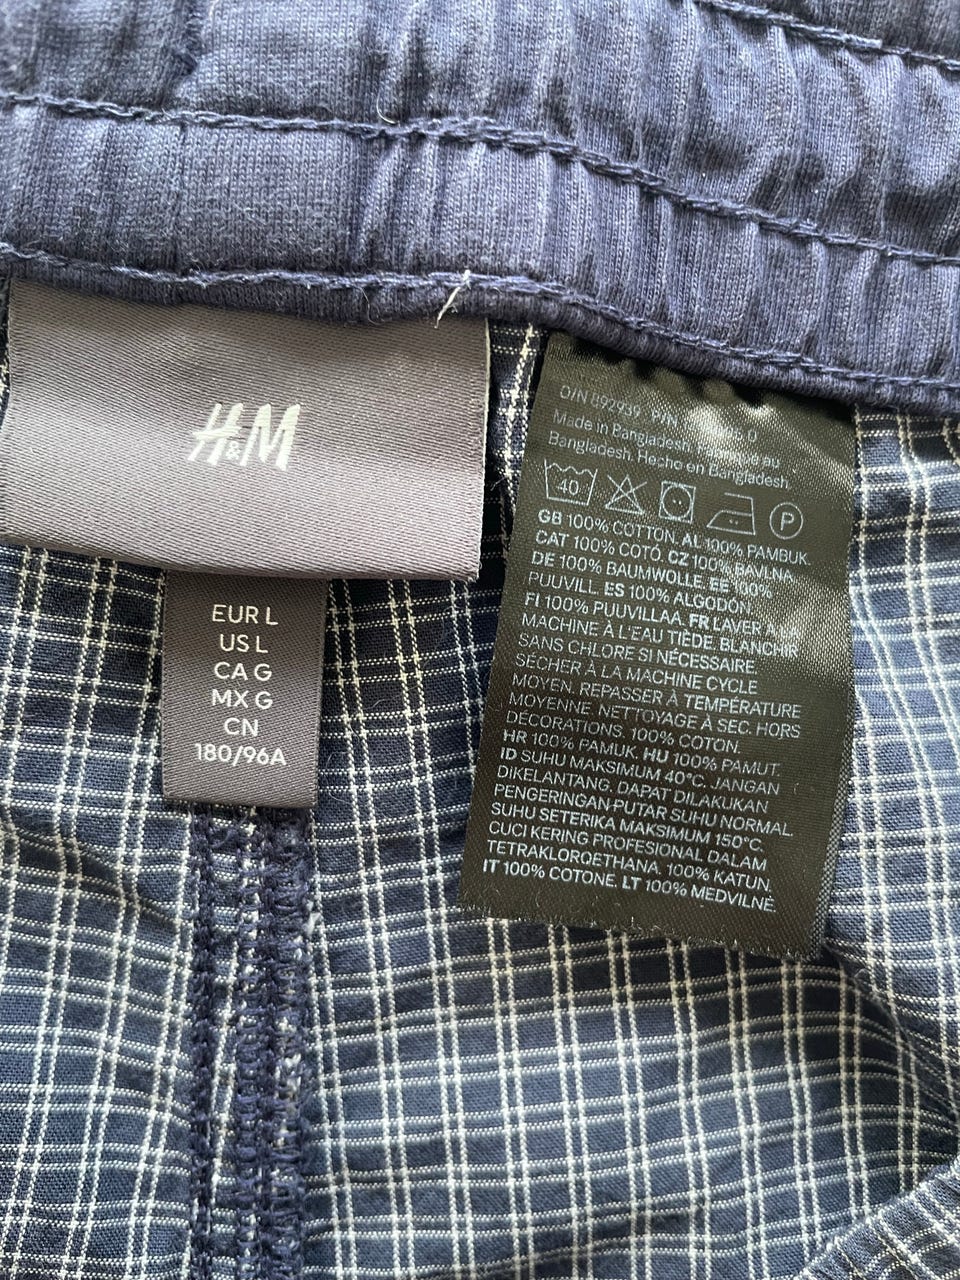 H&M
EUR L
US L
CA G
MX G
CN
180/96A
O/N 892939 P/N 0
Made in Bangladesh. au
Bangladesh. Hecho en Bangladesh.
40 P
GB 100% COTTON. AL 100% PAMBUK.
CAT 100% COTÓ. CZ 100% BAVLNA.
DE 100% BAUMWOLLE. EE 100%
PUUVILL. ES 100% ALGODÓN.
FI 100% PUUVILLAA. FR LAVER À LA
MACHINE À L'EAU TIÈDE. BLANCHIR
SANS CHLORE SI NÉCESSAIRE
SÉCHER À LA MACHINE CYCLE
MOYEN. REPASSER À TEMPÉRATURE
MOYENNE. NETTOYAGE À SEC. HORS
DÉCORATIONS. 100% COTON.
HR 100% PAMUK. HU 100% PAMUT.
ID SUHU MAKSIMUM 40°C. JANGAN
DIKELANTANG. DAPAT DILAKUKAN
PENGERINGAN-PUTAR SUHU NORMAL.
SUHU SETERIKA MAKSIMUM 150°C.
CUCI KERING PROFESIONAL DALAM
TETRAKLOROETHANA. 100% KATUN.
IT 100% COTONE. LT 100% MEDVILNĖ.